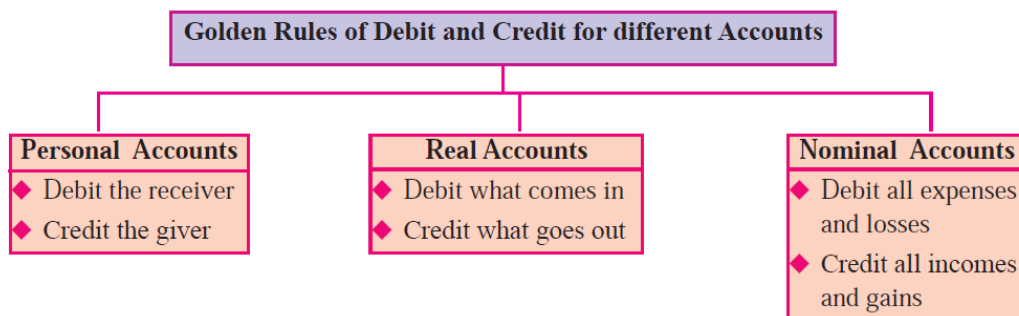 Golden Rules of Debit and Credit for different Accounts
Personal Accounts
◆ Debit the receiver
◆ Credit the giver
Real Accounts
◆ Debit what comes in
◆ Credit what goes out
Nominal Accounts
◆ Debit all expenses
and losses
◆ Credit all incomes
and gains